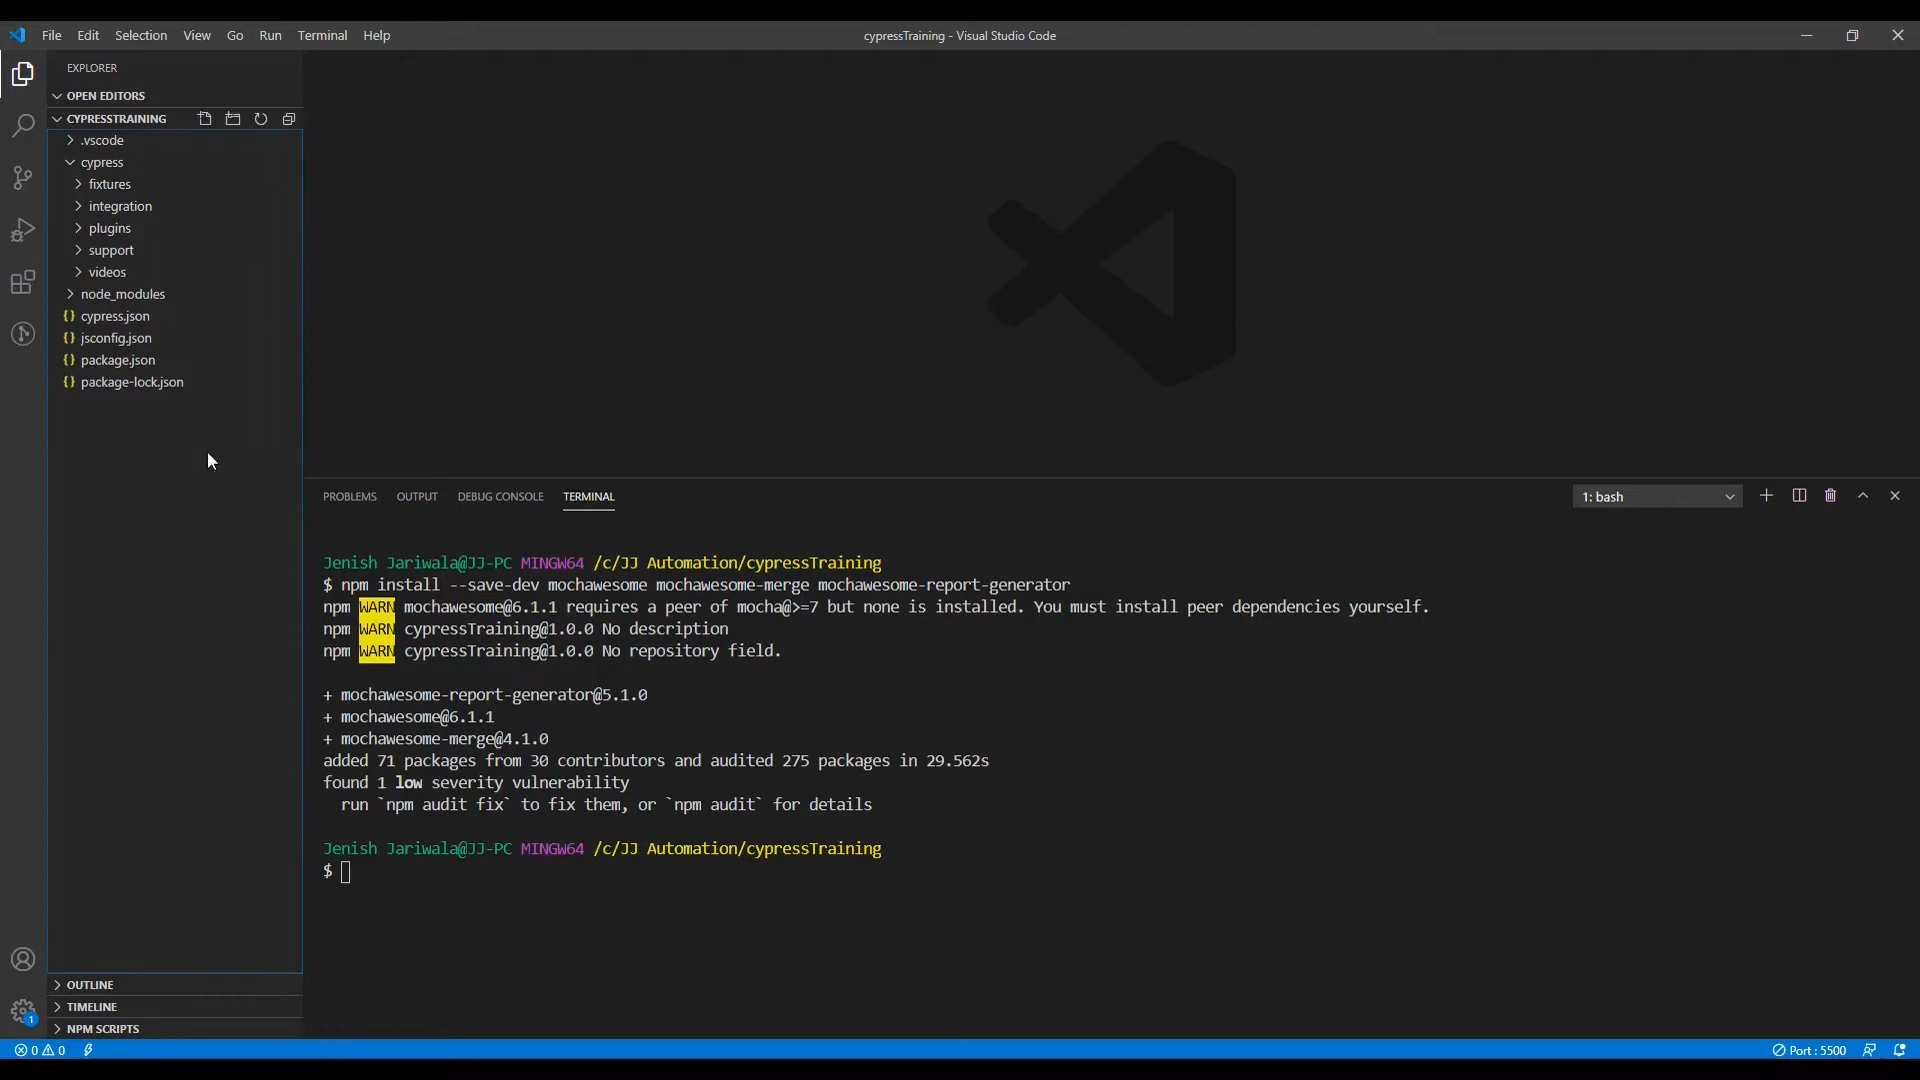 File Edit Selection View Go Run Terminal Help
cypressTraining - Visual Studio Code
EXPLORER
OPEN EDITORS
CYPRESSTRAINING
.vscode
cypress
fixtures
integration
plugins
support
videos
node_modules
{} cypress.json
{} jsconfig.json
{} package.json
{} package-lock.json
OUTLINE
TIMELINE
NPM SCRIPTS
PROBLEMS OUTPUT DEBUG CONSOLE TERMINAL
1: bash
Jenish Jariwala@JJ-PC MINGW64 /c/JJ Automation/cypressTraining
$ npm install --save-dev mochawesome mochawesome-merge mochawesome-report-generator
npm WARN mochawesome@6.1.1 requires a peer of mocha@>=7 but none is installed. You must install peer dependencies yourself.
npm WARN cypressTraining@1.0.0 No description
npm WARN cypressTraining@1.0.0 No repository field.
+ mochawesome-report-generator@5.1.0
+ mochawesome@6.1.1
+ mochawesome-merge@4.1.0
added 71 packages from 30 contributors and audited 275 packages in 29.562s
found 1 low severity vulnerability
run `npm audit fix` to fix them, or `npm audit` for details
Jenish Jariwala@JJ-PC MINGW64 /c/JJ Automation/cypressTraining
$
1
0 0
Port : 5500